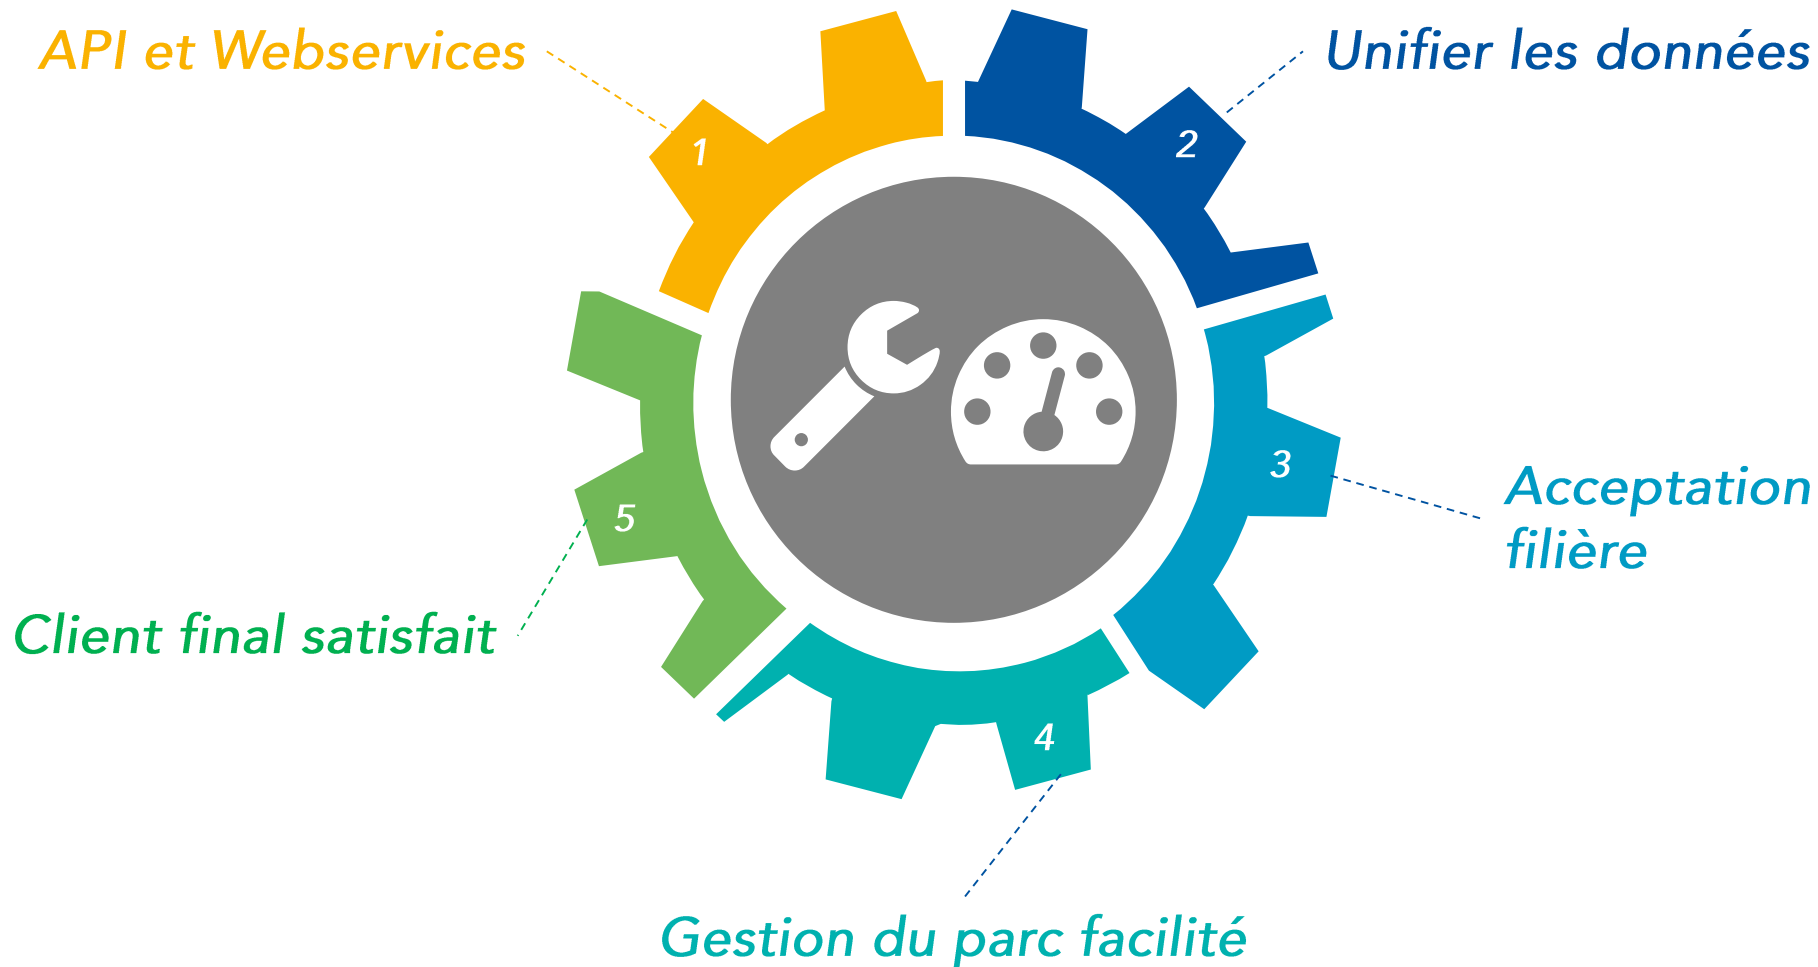 API et Webservices
1
2
Unifier les données
3
Acceptation
filière
4
Gestion du parc facilité
5
Client final satisfait